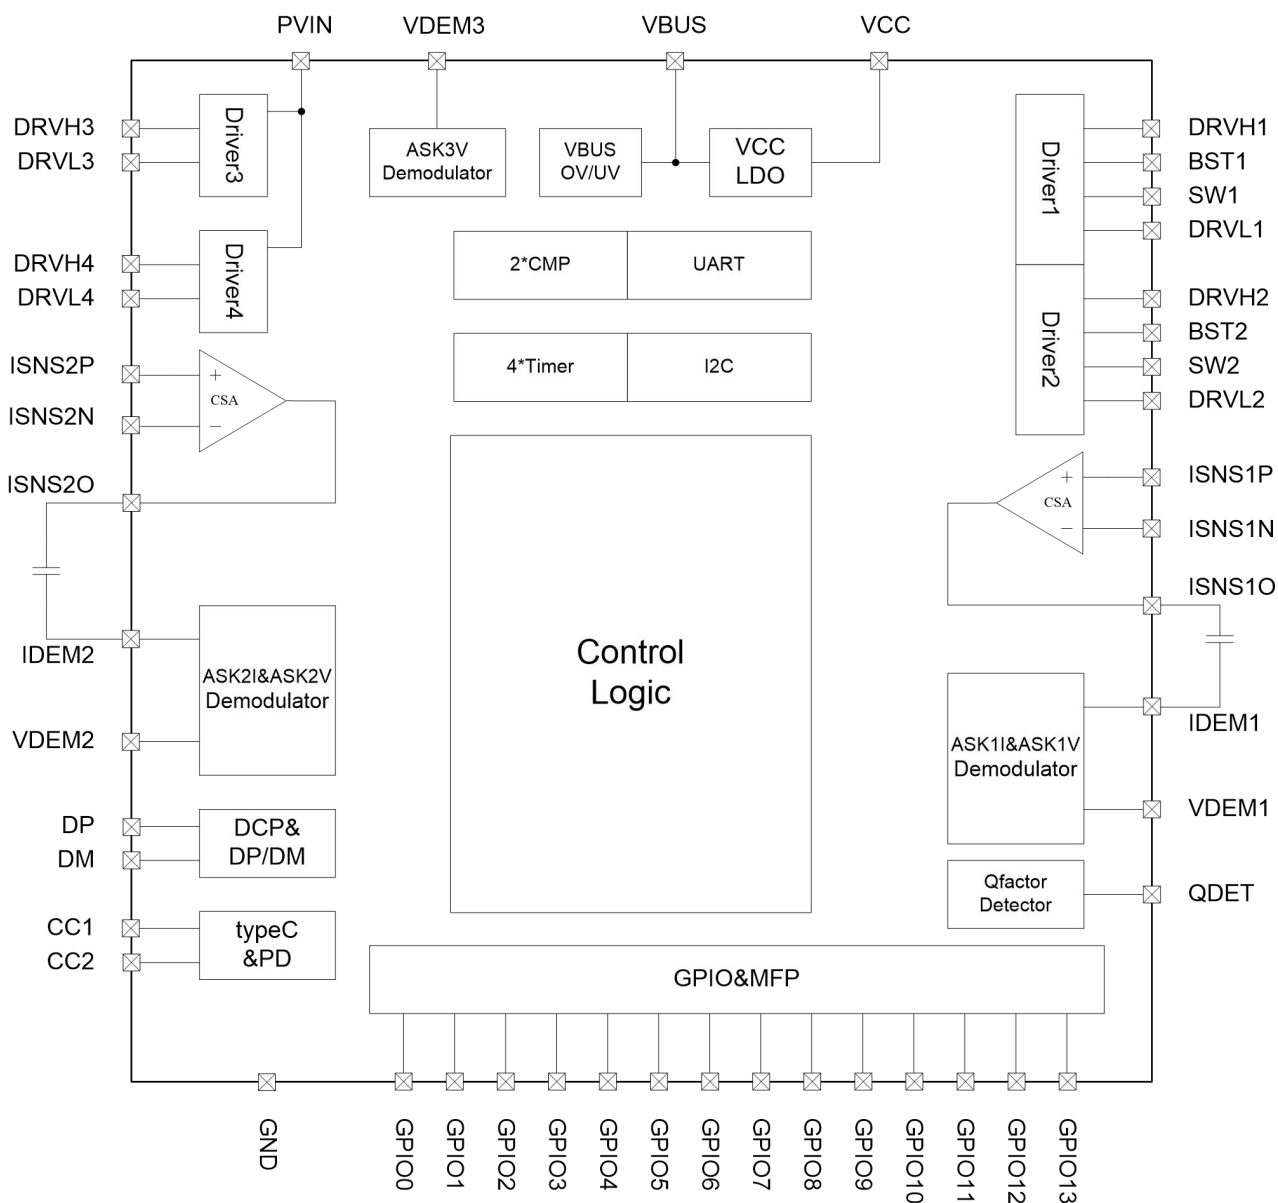 PVIN
VDEM3
VBUS
VCC
DRVH3
DRVL3
Driver3
ASK3V
Demodulator
VBUS
OV/UV
VCC
LDO
Driver1
DRVH1
BST1
SW1
DRVL1
DRVH4
DRVL4
Driver4
2*CMP
UART
4*Timer
I2C
Driver2
DRVH2
BST2
SW2
DRVL2
ISNS2P
ISNS2N
+
CSA
−
ISNS2O
+
CSA
−
ISNS1P
ISNS1N
ISNS1O
Control
Logic
IDEM2
VDEM2
ASK2I&ASK2V
Demodulator
ASK1I&ASK1V
Demodulator
IDEM1
VDEM1
DP
DM
DCP&
DP/DM
Qfactor
Detector
QDET
CC1
CC2
typeC
&PD
GPIO&MFP
GND
GPIO0
GPIO1
GPIO2
GPIO3
GPIO4
GPIO5
GPIO6
GPIO7
GPIO8
GPIO9
GPIO10
GPIO11
GPIO12
GPIO13